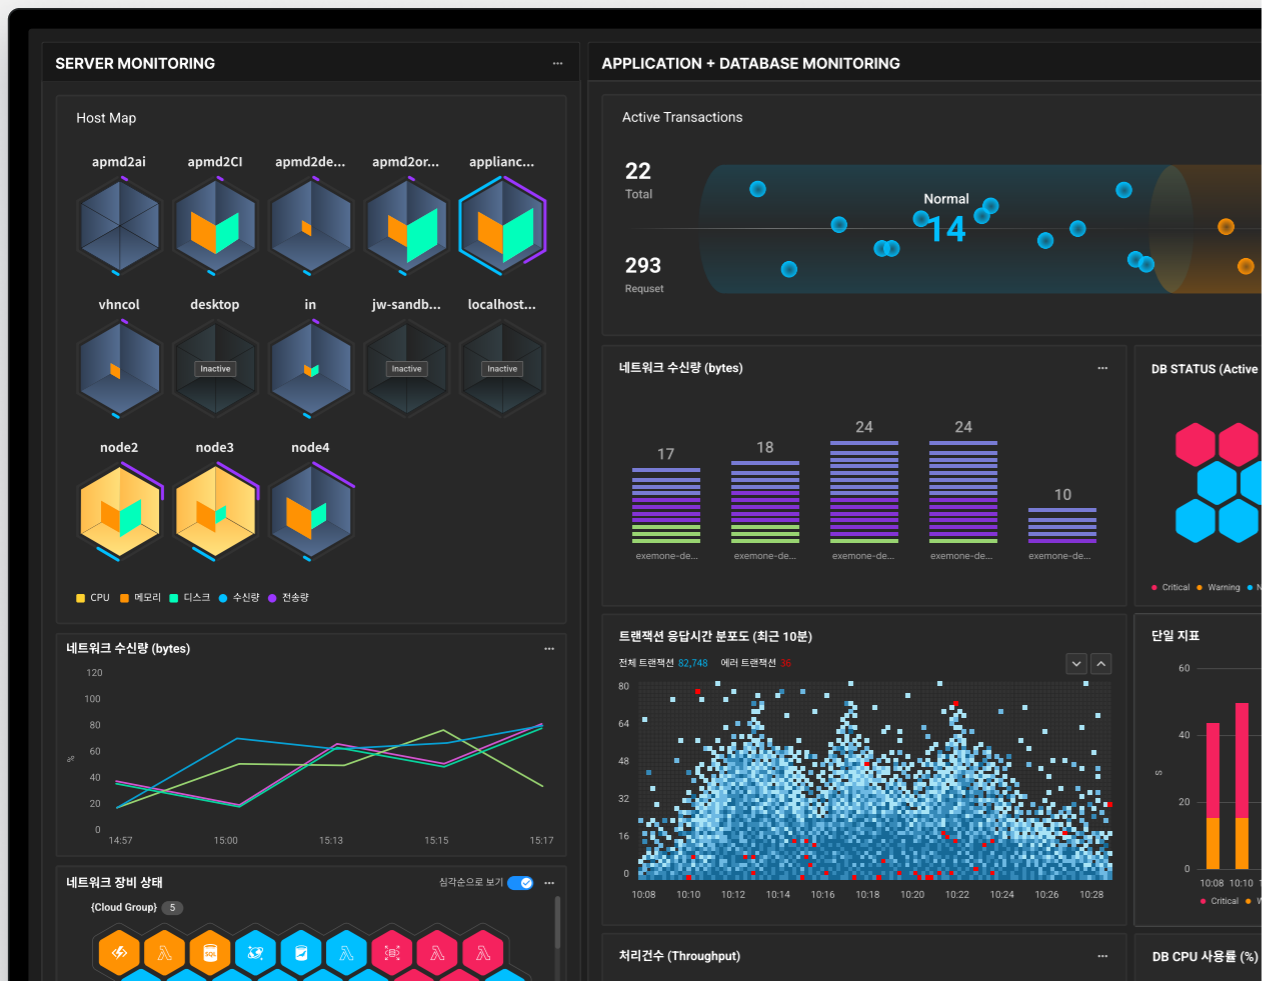 SERVER MONITORING
Host Map
apmd2ai
apmd2CI
apmd2de...
apmd2or...
applianc...
vhncol
desktop
in
jw-sandb...
localhost...
Inactive
Inactive
Inactive
node2
node3
node4
CPU
메모리
디스크
수신량
전송량
네트워크 수신량 (bytes)
120
100
80
60
40
20
0
%
14:57
15:00
15:13
15:15
15:17
네트워크 장비 상태
심각순으로 보기
{Cloud Group}
5
SQL
APPLICATION + DATABASE MONITORING
Active Transactions
22
Total
293
Requset
Normal
14
네트워크 수신량 (bytes)
17
18
24
24
10
exemone-de...
exemone-de...
exemone-de...
exemone-de...
exemone-de...
DB STATUS (Active
Critical
Warning
N
트랜잭션 응답시간 분포도 (최근 10분)
전체 트랜잭션 82,748 에러 트랜잭션 36
80
64
48
32
16
0
10:08
10:10
10:12
10:14
10:16
10:18
10:20
10:22
10:24
10:26
10:28
단일 지표
60
40
20
0
s
10:08
10:10
1
Critical
W
처리건수 (Throughput)
DB CPU 사용률 (%)